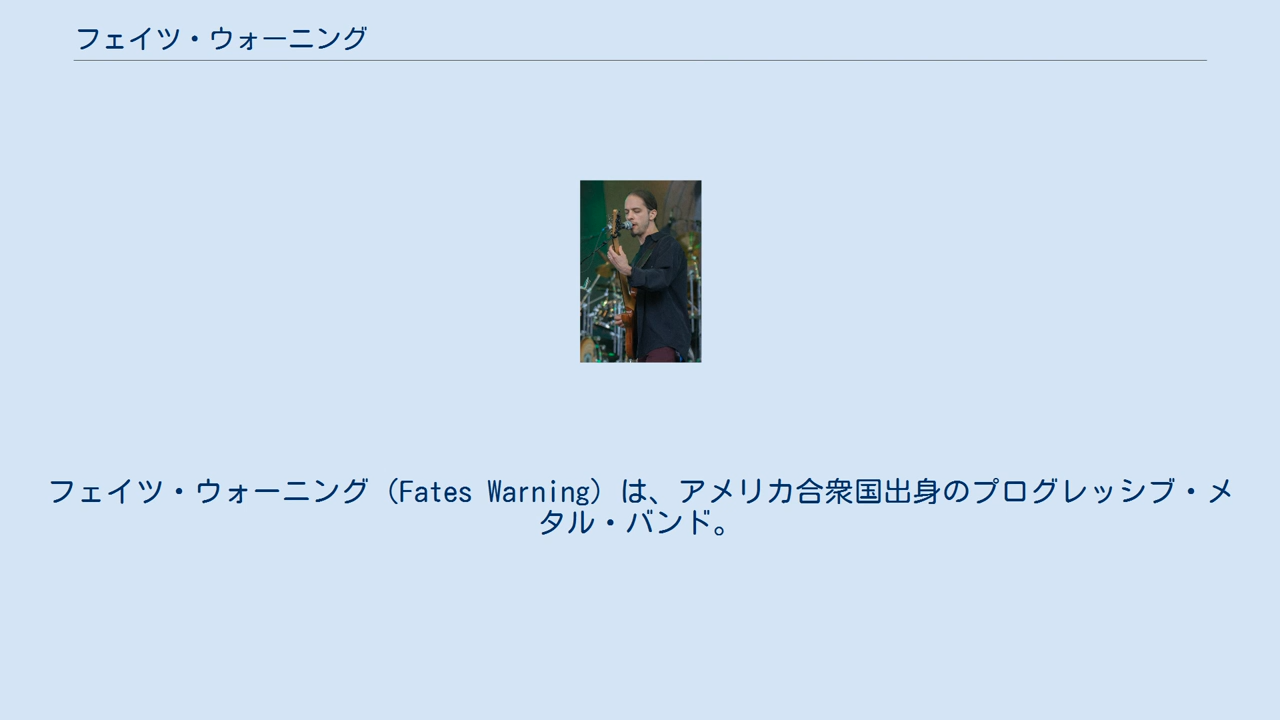 フェイツ・ウォーニング
フェイツ・ウォーニング（Fates Warning）は、アメリカ合衆国出身のプログレッシブ・メ
タル・バンド。